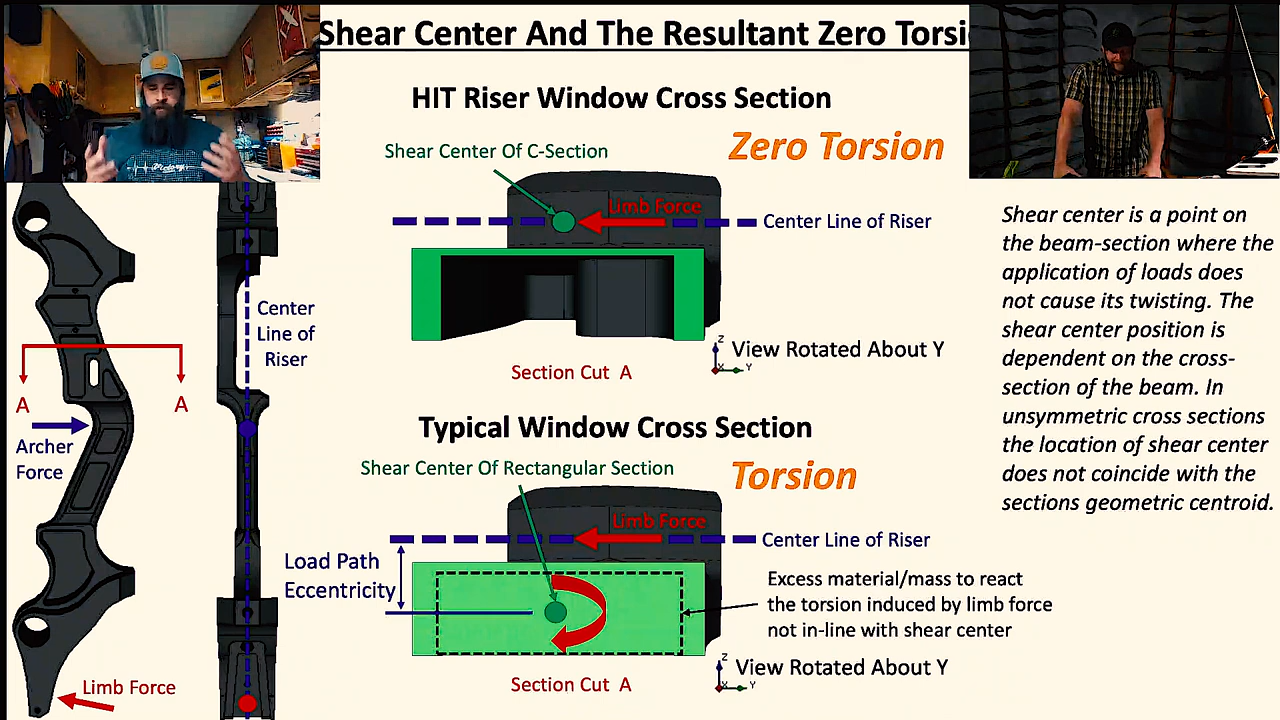 Shear Center And The Resultant Zero Torsi
HIT Riser Window Cross Section
Zero Torsion
Shear Center Of C-Section
Limb Force
Center Line of Riser
Z
X
Y
View Rotated About Y
Section Cut A
Center
Line of
Riser
A
A
Archer
Force
Limb Force
Typical Window Cross Section
Shear Center Of Rectangular Section
Torsion
Limb Force
Center Line of Riser
Load Path
Eccentricity
Excess material/mass to react
the torsion induced by limb force
not in-line with shear center
Z
X
Y
View Rotated About Y
Section Cut A
Shear center is a point on
the beam-section where the
application of loads does
not cause its twisting. The
shear center position is
dependent on the cross-
section of the beam. In
unsymmetric cross sections
the location of shear center
does not coincide with the
sections geometric centroid.